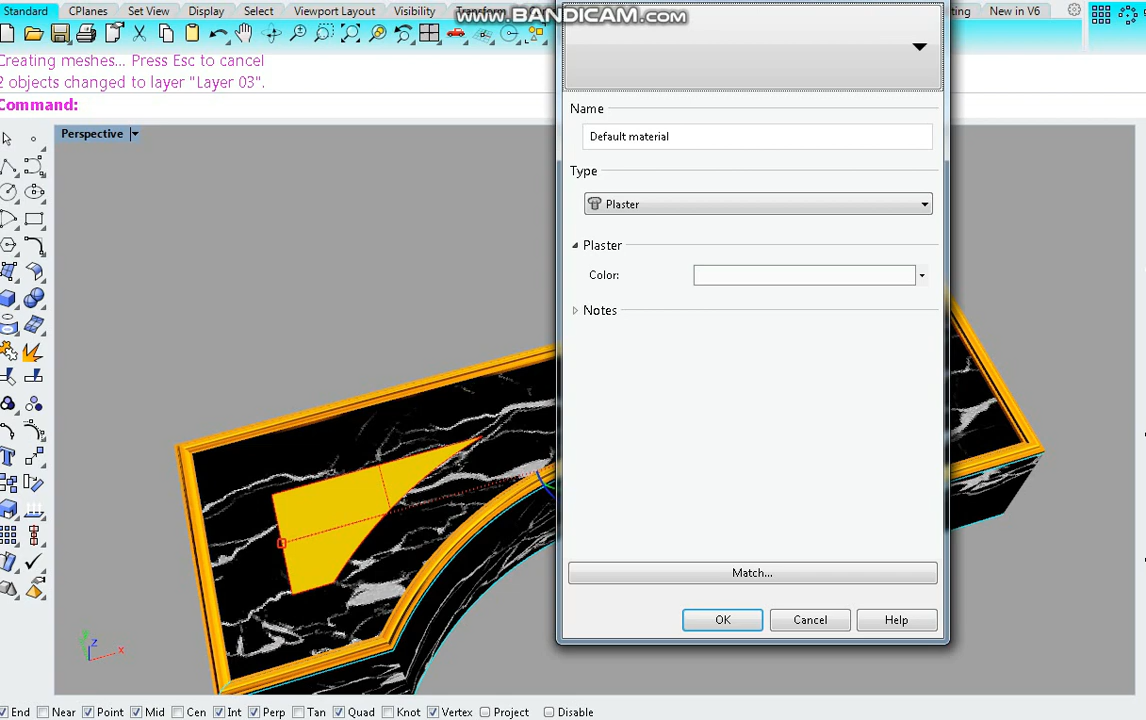 Standard CPlanes Set View Display Select Viewport Layout Visibility Transform New in V6
www.BANDICAM.com
Creating meshes... Press Esc to cancel
2 objects changed to layer "Layer 03".
Command:
Perspective
Name
Default material
Type
Plaster
Plaster
Color:
Notes
Match...
OK Cancel Help
z
x
End Near Point Mid Cen Int Perp Tan Quad Knot Vertex Project Disable